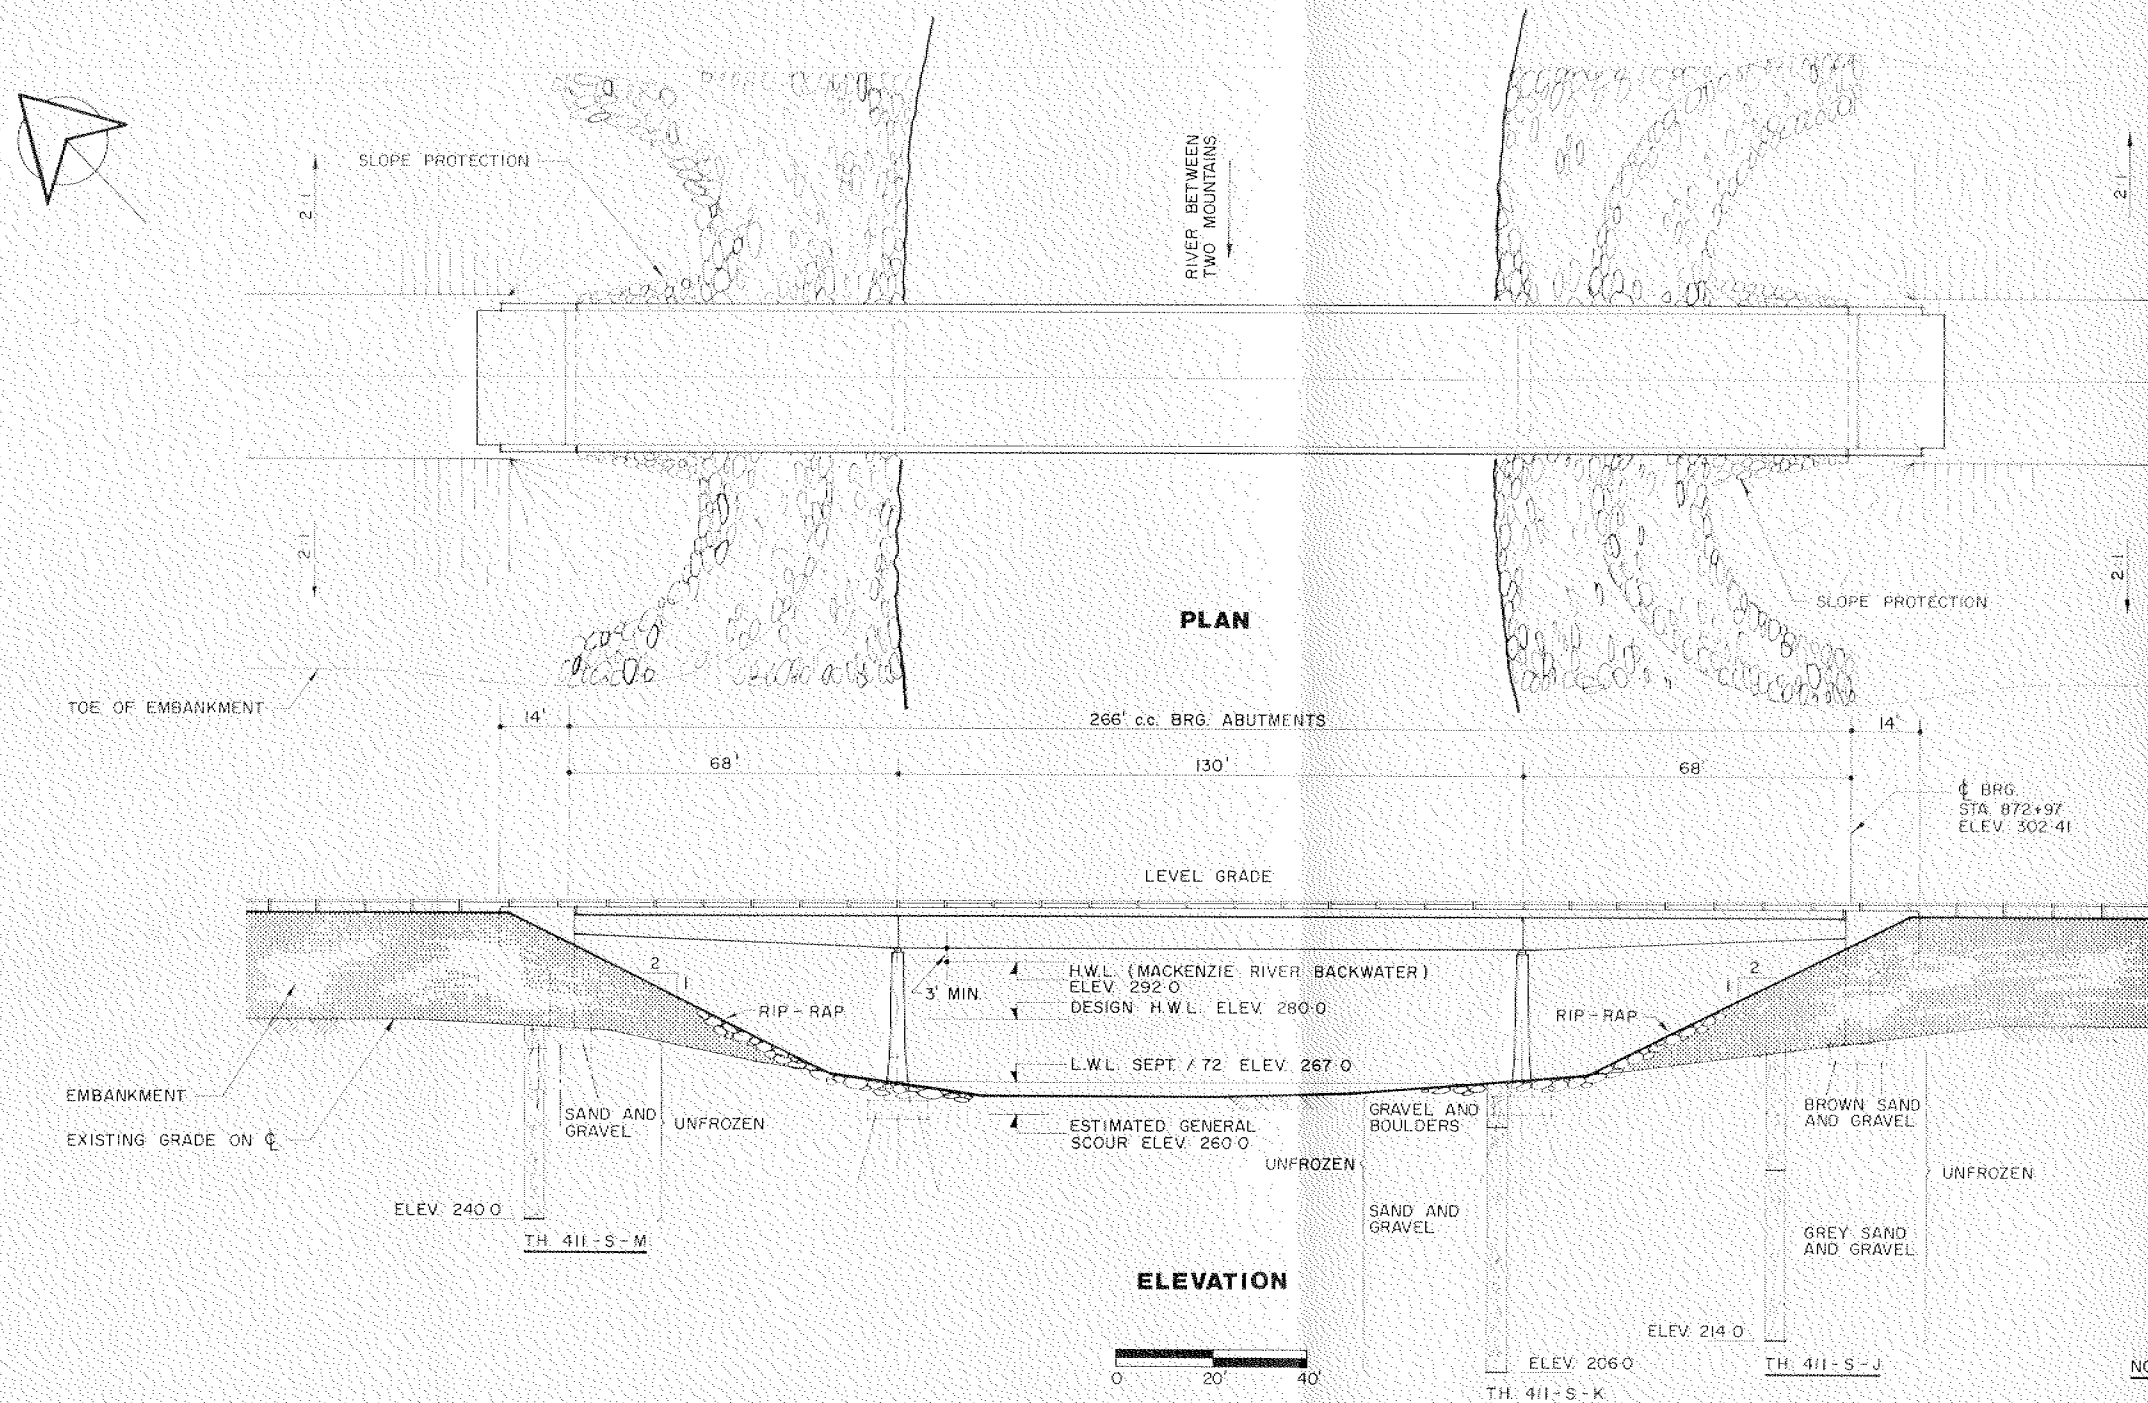 SLOPE PROTECTION
2:1
RIVER BETWEEN
TWO MOUNTAINS
2:1
2:1
2:1
SLOPE PROTECTION
PLAN
TOE OF EMBANKMENT
14'
266' c.c. BRG. ABUTMENTS
14'
68'
130'
68'
℄ BRG.
STA. 872+97
ELEV. 302.41
LEVEL GRADE
2
1
RIP-RAP
3' MIN.
H.W.L. (MACKENZIE RIVER BACKWATER)
ELEV. 292.0
DESIGN H.W.L. ELEV. 280.0
L.W.L. SEPT. / 72 ELEV. 267.0
RIP-RAP
2
1
EMBANKMENT
EXISTING GRADE ON ℄
SAND AND
GRAVEL
UNFROZEN
ESTIMATED GENERAL
SCOUR ELEV. 260.0
GRAVEL AND
BOULDERS
UNFROZEN
SAND AND
GRAVEL
BROWN SAND
AND GRAVEL
UNFROZEN
GREY SAND
AND GRAVEL
ELEV. 240.0
TH. 411-S-M
ELEVATION
0 20' 40'
ELEV. 206.0
TH. 411-S-K
ELEV. 214.0
TH. 411-S-J